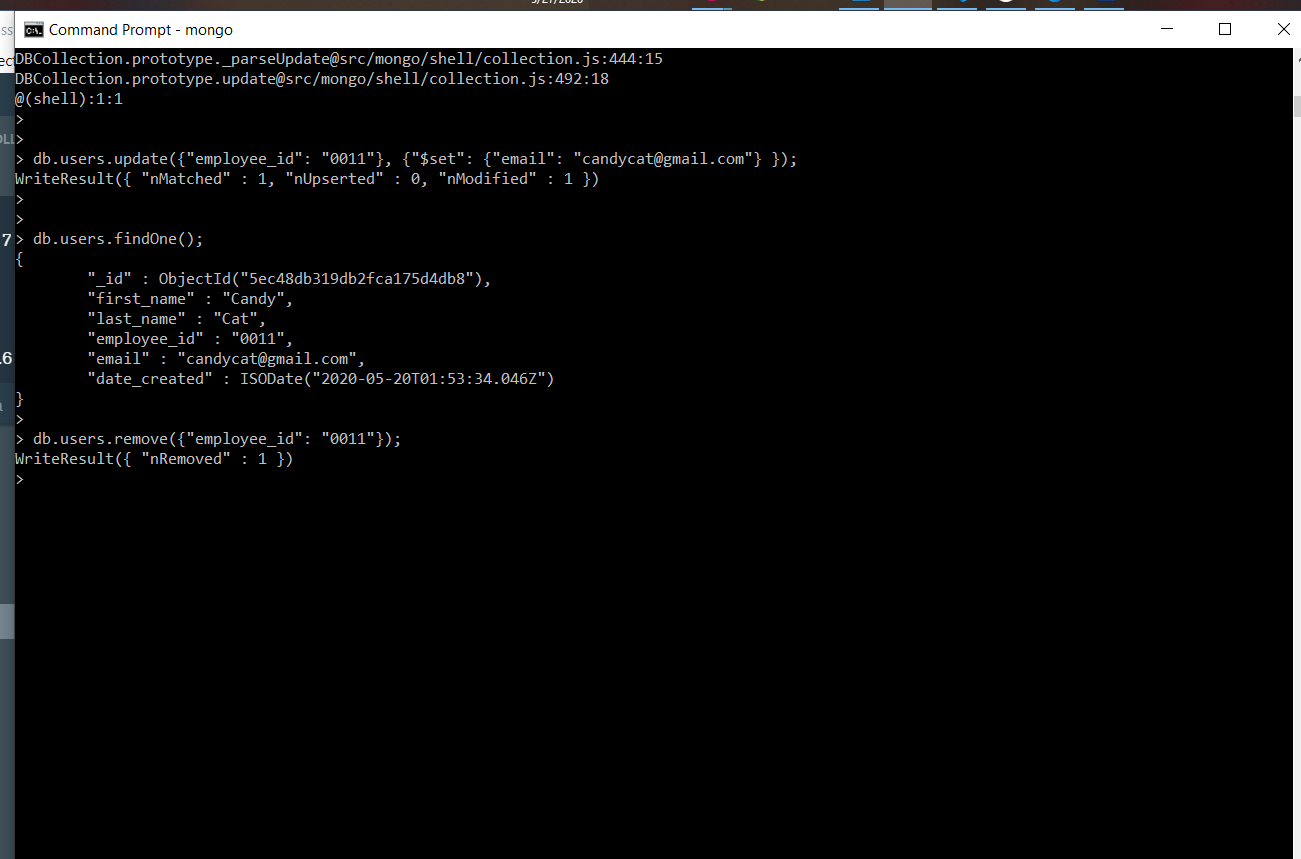 Command Prompt - mongo
DBCollection.prototype._parseUpdate@src/mongo/shell/collection.js:444:15
DBCollection.prototype.update@src/mongo/shell/collection.js:492:18
@(shell):1:1
>
>
> db.users.update({"employee_id": "0011"}, {"$set": {"email": "candycat@gmail.com"} });
WriteResult({ "nMatched" : 1, "nUpserted" : 0, "nModified" : 1 })
>
>
7
> db.users.findOne();
{
        "_id" : ObjectId("5ec48db319db2fca175d4db8"),
        "first_name" : "Candy",
        "last_name" : "Cat",
        "employee_id" : "0011",
        "email" : "candycat@gmail.com",
        "date_created" : ISODate("2020-05-20T01:53:34.046Z")
}
>
> db.users.remove({"employee_id": "0011"});
WriteResult({ "nRemoved" : 1 })
>